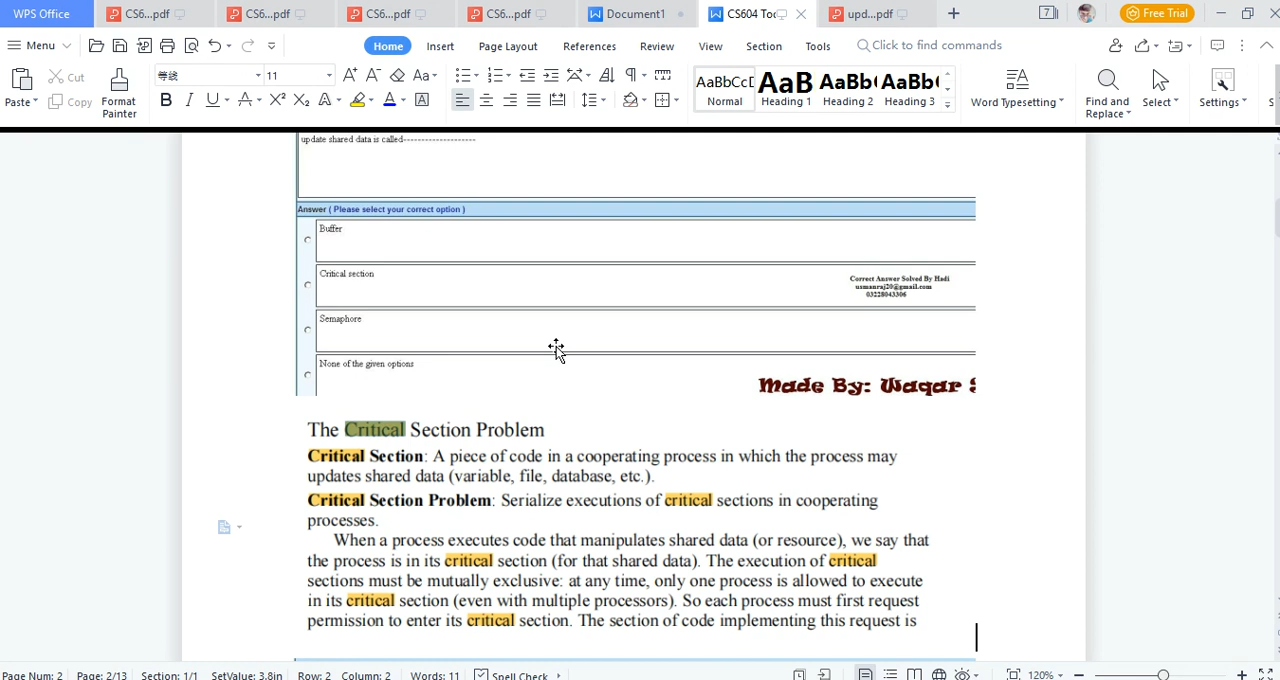 WPS Office
CS6...pdf
CS6...pdf
CS6...pdf
CS6...pdf
Document1
CS604 Too
upd...pdf
7
Free Trial
Menu
Home
Insert
Page Layout
References
Review
View
Section
Tools
Click to find commands
Paste
Cut
Copy
Format
Painter
11
AaBbCcD
Normal
AaB
Heading 1
AaBb(
Heading 2
AaBb(
Heading 3
Word Typesetting
Find and
Replace
Select
Settings
update shared data is called---------------------
Answer ( Please select your correct option )
Buffer
Critical section
Correct Answer Solved By Hadi
usmanraj20@gmail.com
03228043306
Semaphore
None of the given options
Made By: Waqar S
The Critical Section Problem
Critical Section: A piece of code in a cooperating process in which the process may
updates shared data (variable, file, database, etc.).
Critical Section Problem: Serialize executions of critical sections in cooperating
processes.
When a process executes code that manipulates shared data (or resource), we say that
the process is in its critical section (for that shared data). The execution of critical
sections must be mutually exclusive: at any time, only one process is allowed to execute
in its critical section (even with multiple processors). So each process must first request
permission to enter its critical section. The section of code implementing this request is
Page Num: 2 Page: 2/13 Section: 1/1 SetValue: 3.8in Row: 2 Column: 2 Words: 11 Spell Check 120%